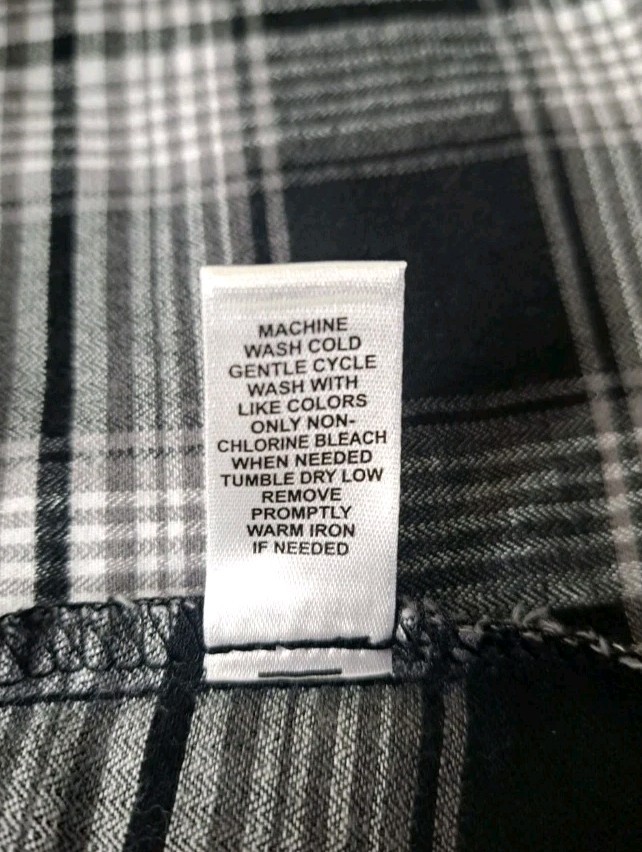 MACHINE
WASH COLD
GENTLE CYCLE
WASH WITH
LIKE COLORS
ONLY NON-
CHLORINE BLEACH
WHEN NEEDED
TUMBLE DRY LOW
REMOVE
PROMPTLY
WARM IRON
IF NEEDED